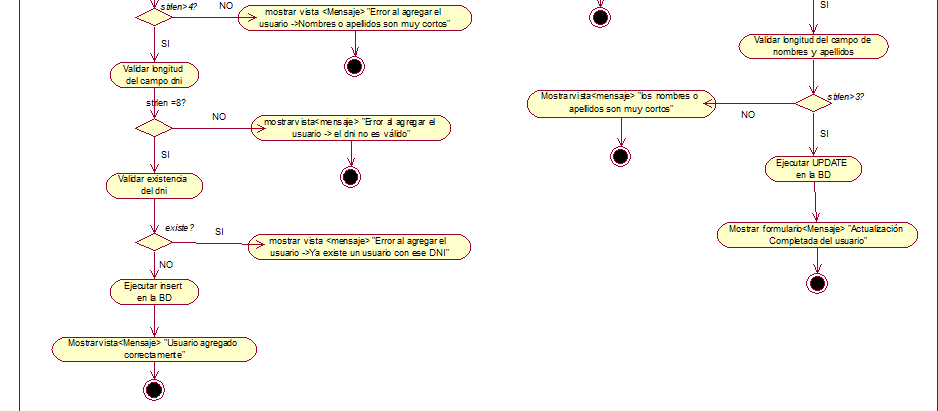 strlen>4?
NO
mostrar vista <Mensaje> "Error al agregar el
usuario ->Nombres o apellidos son muy cortos"
SI
Validar longitud
del campo dni
strlen =8?
NO
mostrarvista<mensaje> "Error al agregar el
usuario -> el dni no es válido"
SI
Validar existencia
del dni
existe?
SI
mostrar vista <mensaje> "Error al agregar el
usuario ->Ya existe un usuario con ese DNI"
NO
Ejecutar insert
en la BD
Mostrarvista<Mensaje> "Usuario agregado
correctamente"
SI
Validar longitud del campo de
nombres y apellidos
strlen>3?
NO
Mostrarvista<mensaje> "los nombres o
apellidos son muy cortos"
SI
Ejecutar UPDATE
en la BD
Mostrar formulario<Mensaje> "Actualización
Completada del usuario"